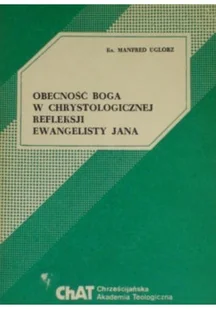 Ks. MANFRED UGLORZ
OBECNOŚĆ BOGA
W CHRYSTOLOGICZNEJ
REFLEKSJI
EWANGELISTY JANA
ChAT
Chrześcijańska
Akademia Teologiczna